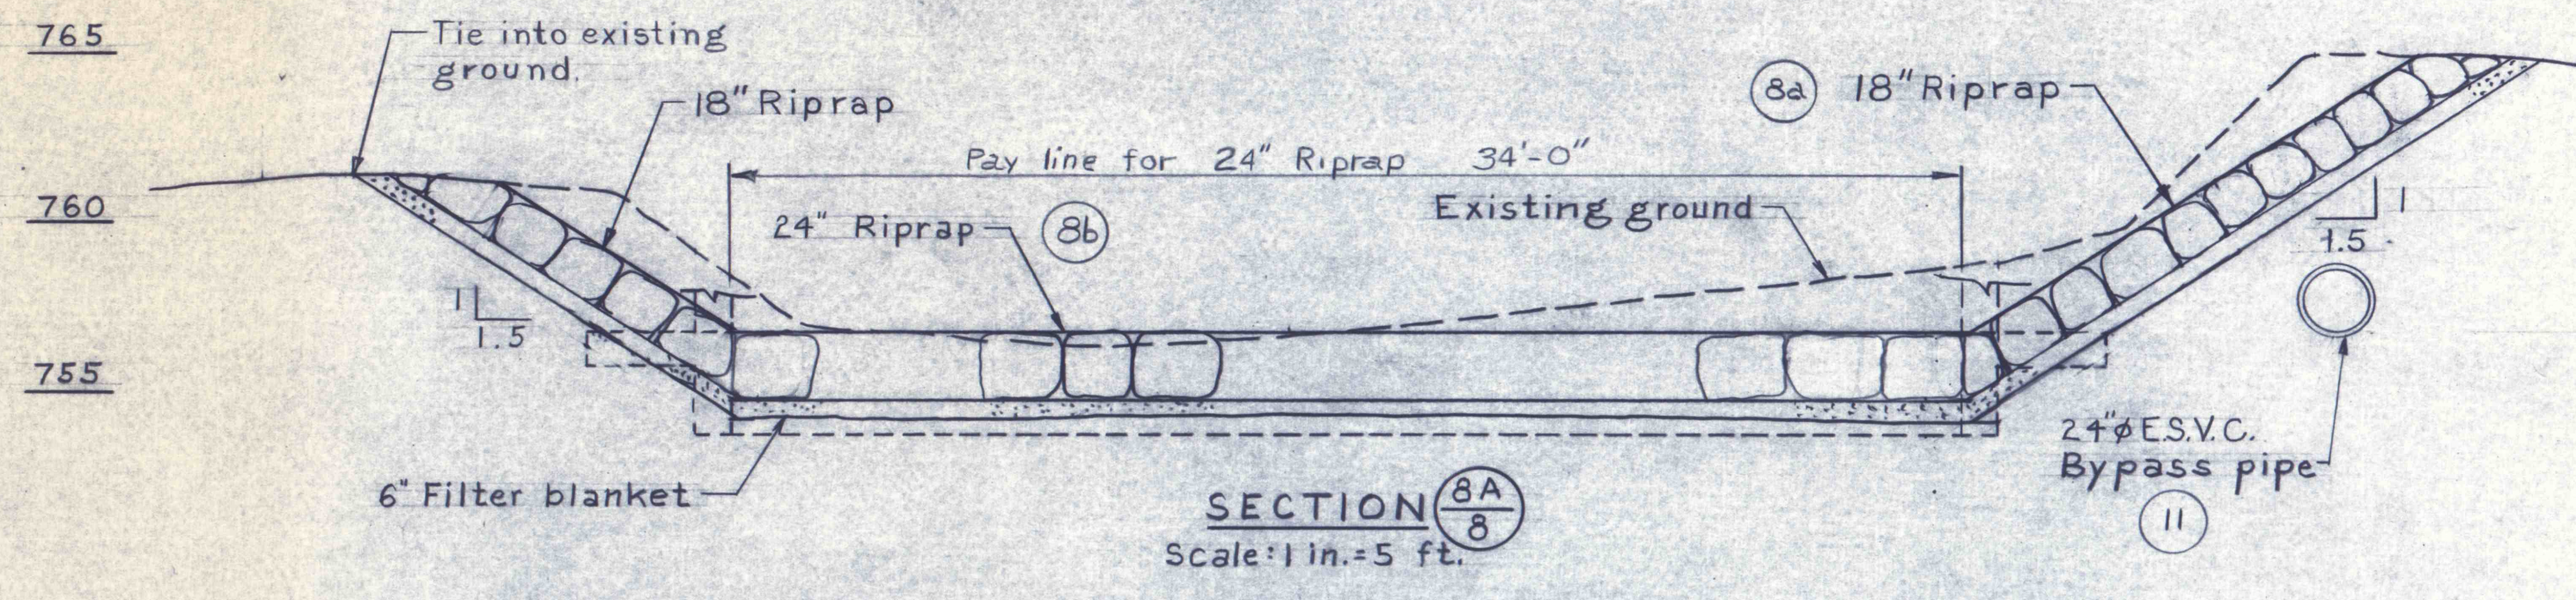 765
Tie into existing
ground.
18" Riprap
8a
18" Riprap
Pay line for 24" Riprap 34'-0"
760
24" Riprap
8b
Existing ground
1
1.5
1
1.5
755
24"ø E.S.V.C.
Bypass pipe
11
6" Filter blanket
SECTION
8A
8
Scale: 1 in. = 5 ft.